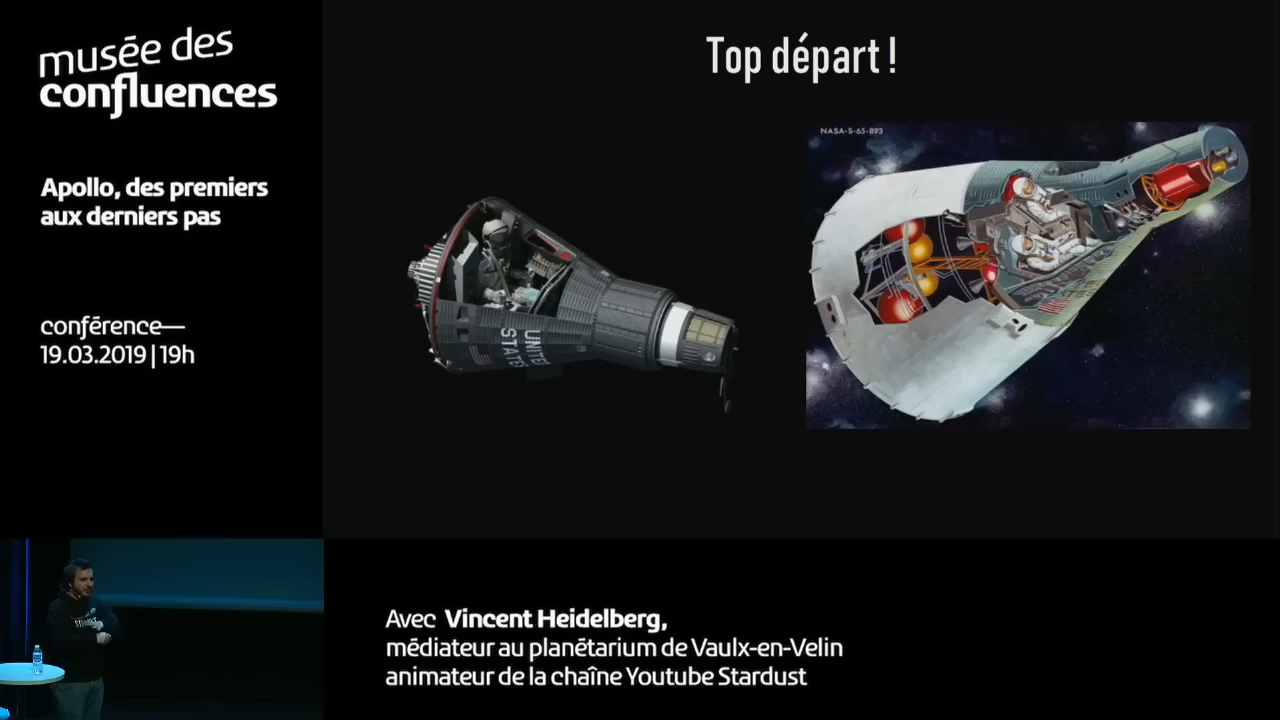 musée des
confluences
Apollo, des premiers
aux derniers pas
conférence—
19.03.2019 | 19h
Top départ !
NASA-S-65-893
UNITED
STATES
Avec Vincent Heidelberg,
médiateur au planétarium de Vaulx-en-Velin
animateur de la chaîne Youtube Stardust